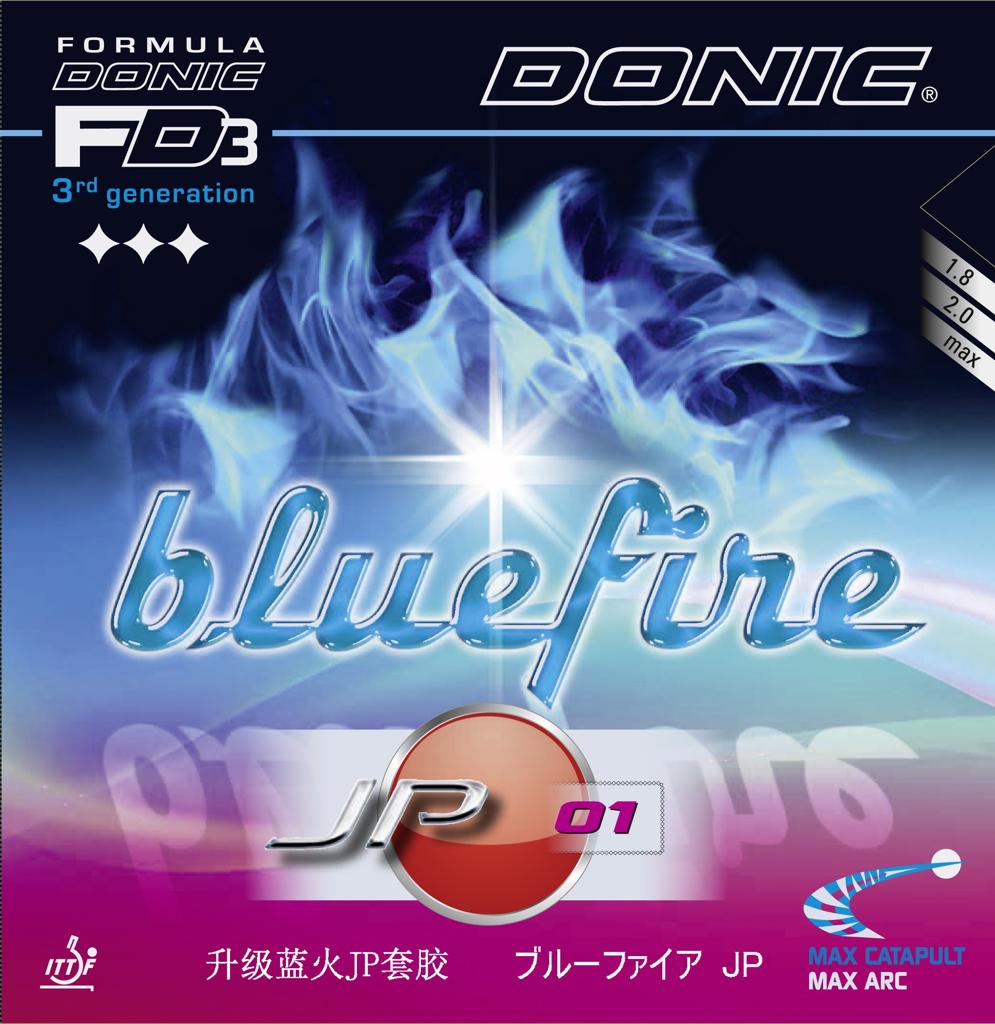 FORMULA
DONIC
FD3
3rd generation
DONIC®
1.8
2.0
max
bluefire
JP 01
ITTF
升级蓝火JP套胶
ブルーファイア JP
MAX CATAPULT
MAX ARC